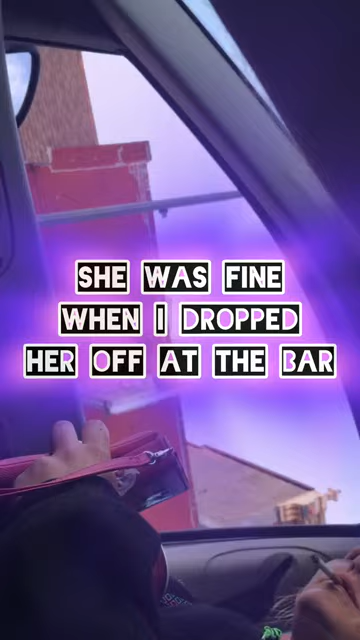 SHE WAS FINE
WHEN I DROPPED
HER OFF AT THE BAR